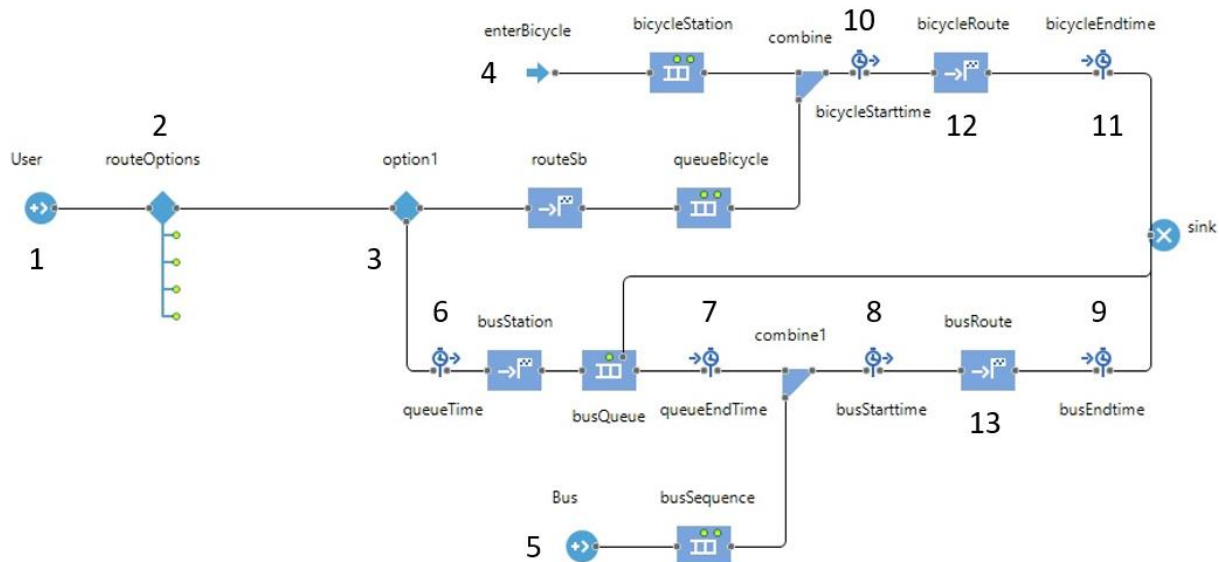 10
enterBicycle bicycleStation combine bicycleRoute bicycleEndtime
4
bicycleStarttime 12 11
2
User routeOptions option1 routeSb queueBicycle
sink
1 3
6 busStation 7 combine1 8 busRoute 9
queueTime busQueue queueEndTime busStarttime 13 busEndtime
Bus busSequence
5